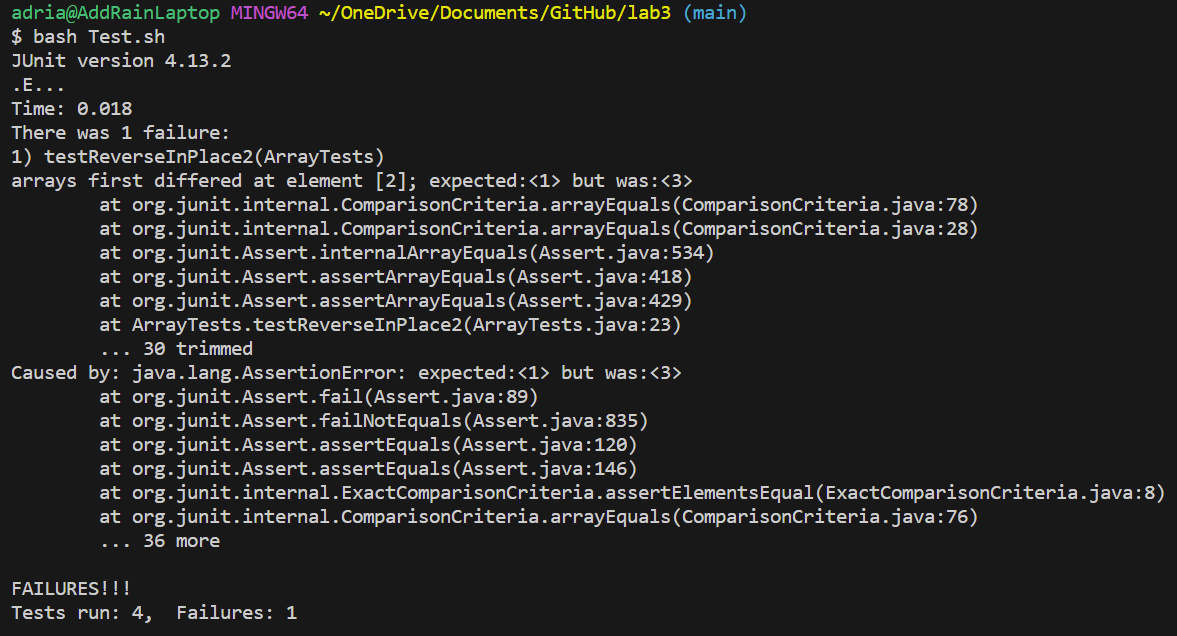 adria@AddRainLaptop MINGW64 ~/OneDrive/Documents/GitHub/lab3 (main)
$ bash Test.sh
JUnit version 4.13.2
.E...
Time: 0.018
There was 1 failure:
1) testReverseInPlace2(ArrayTests)
arrays first differed at element [2]; expected:<1> but was:<3>
        at org.junit.internal.ComparisonCriteria.arrayEquals(ComparisonCriteria.java:78)
        at org.junit.internal.ComparisonCriteria.arrayEquals(ComparisonCriteria.java:28)
        at org.junit.Assert.internalArrayEquals(Assert.java:534)
        at org.junit.Assert.assertArrayEquals(Assert.java:418)
        at org.junit.Assert.assertArrayEquals(Assert.java:429)
        at ArrayTests.testReverseInPlace2(ArrayTests.java:23)
        ... 30 trimmed
Caused by: java.lang.AssertionError: expected:<1> but was:<3>
        at org.junit.Assert.fail(Assert.java:89)
        at org.junit.Assert.failNotEquals(Assert.java:835)
        at org.junit.Assert.assertEquals(Assert.java:120)
        at org.junit.Assert.assertEquals(Assert.java:146)
        at org.junit.internal.ExactComparisonCriteria.assertElementsEqual(ExactComparisonCriteria.java:8)
        at org.junit.internal.ComparisonCriteria.arrayEquals(ComparisonCriteria.java:76)
        ... 36 more

FAILURES!!!
Tests run: 4,  Failures: 1